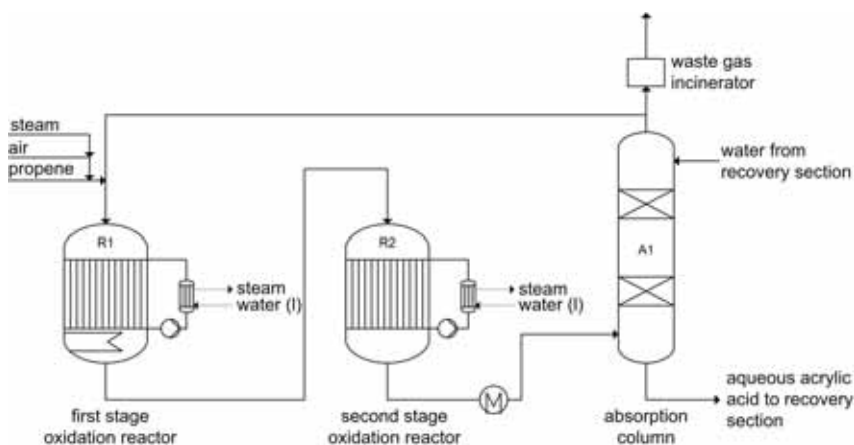 waste gas
incinerator
steam
air
propene
water from
recovery section
R1
R2
A1
steam
water (l)
steam
water (l)
M
aqueous acrylic
acid to recovery
section
first stage
oxidation reactor
second stage
oxidation reactor
absorption
column